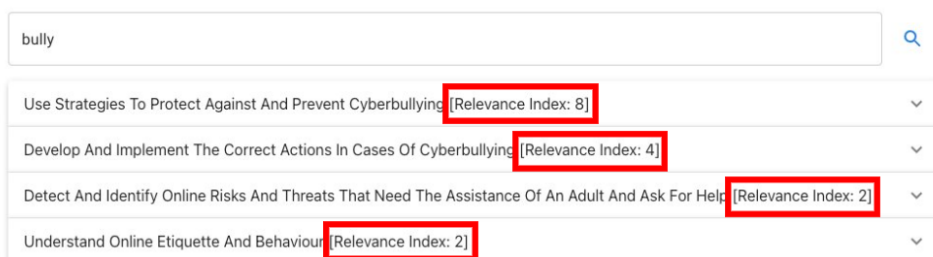 bully
Use Strategies To Protect Against And Prevent Cyberbullying [Relevance Index: 8]
Develop And Implement The Correct Actions In Cases Of Cyberbullying [Relevance Index: 4]
Detect And Identify Online Risks And Threats That Need The Assistance Of An Adult And Ask For Help [Relevance Index: 2]
Understand Online Etiquette And Behaviour [Relevance Index: 2]